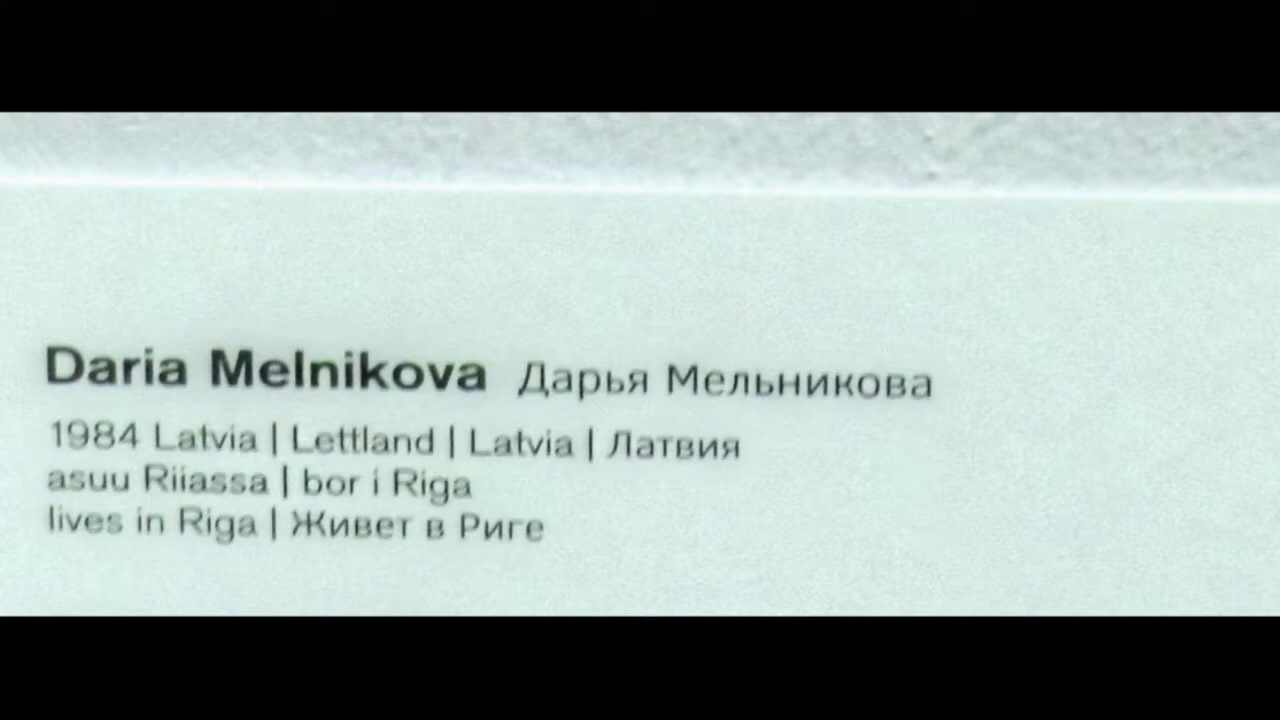 Daria Melnikova Дарья Мельникова
1984 Latvia | Lettland | Latvia | Латвия
asuu Riiassa | bor i Riga
lives in Riga | Живет в Риге